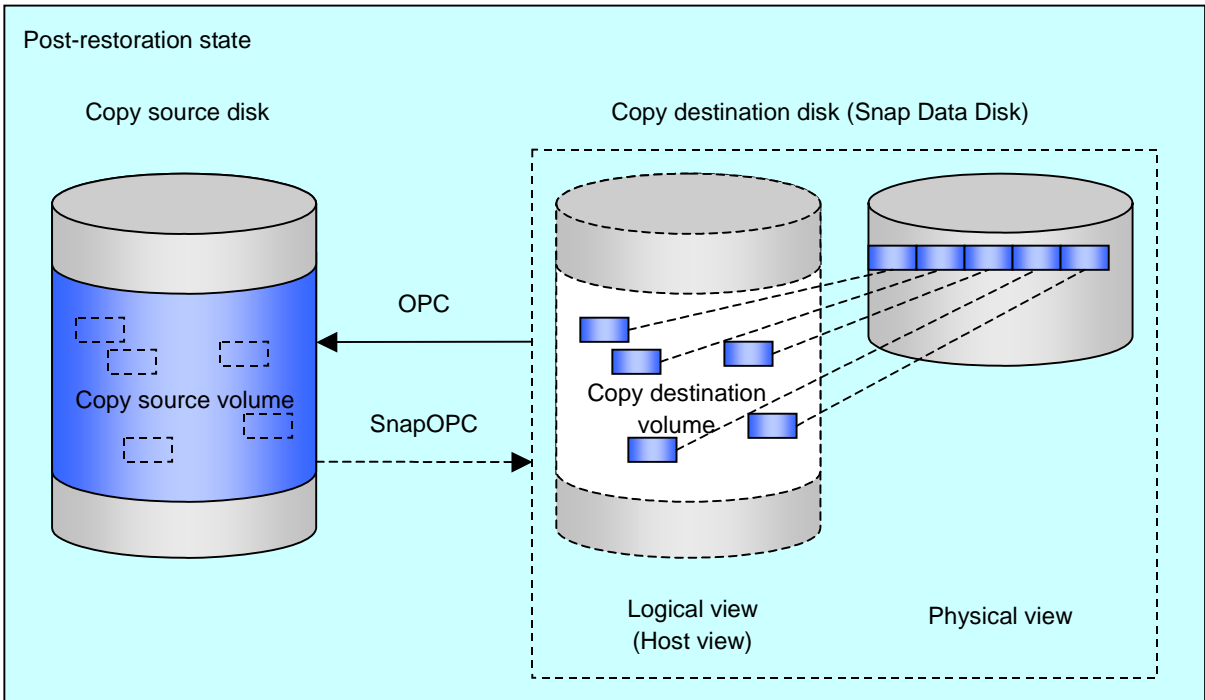 Post-restoration state
Copy source disk
Copy destination disk (Snap Data Disk)
OPC
Copy source volume
SnapOPC
Copy destination
volume
Logical view
(Host view)
Physical view